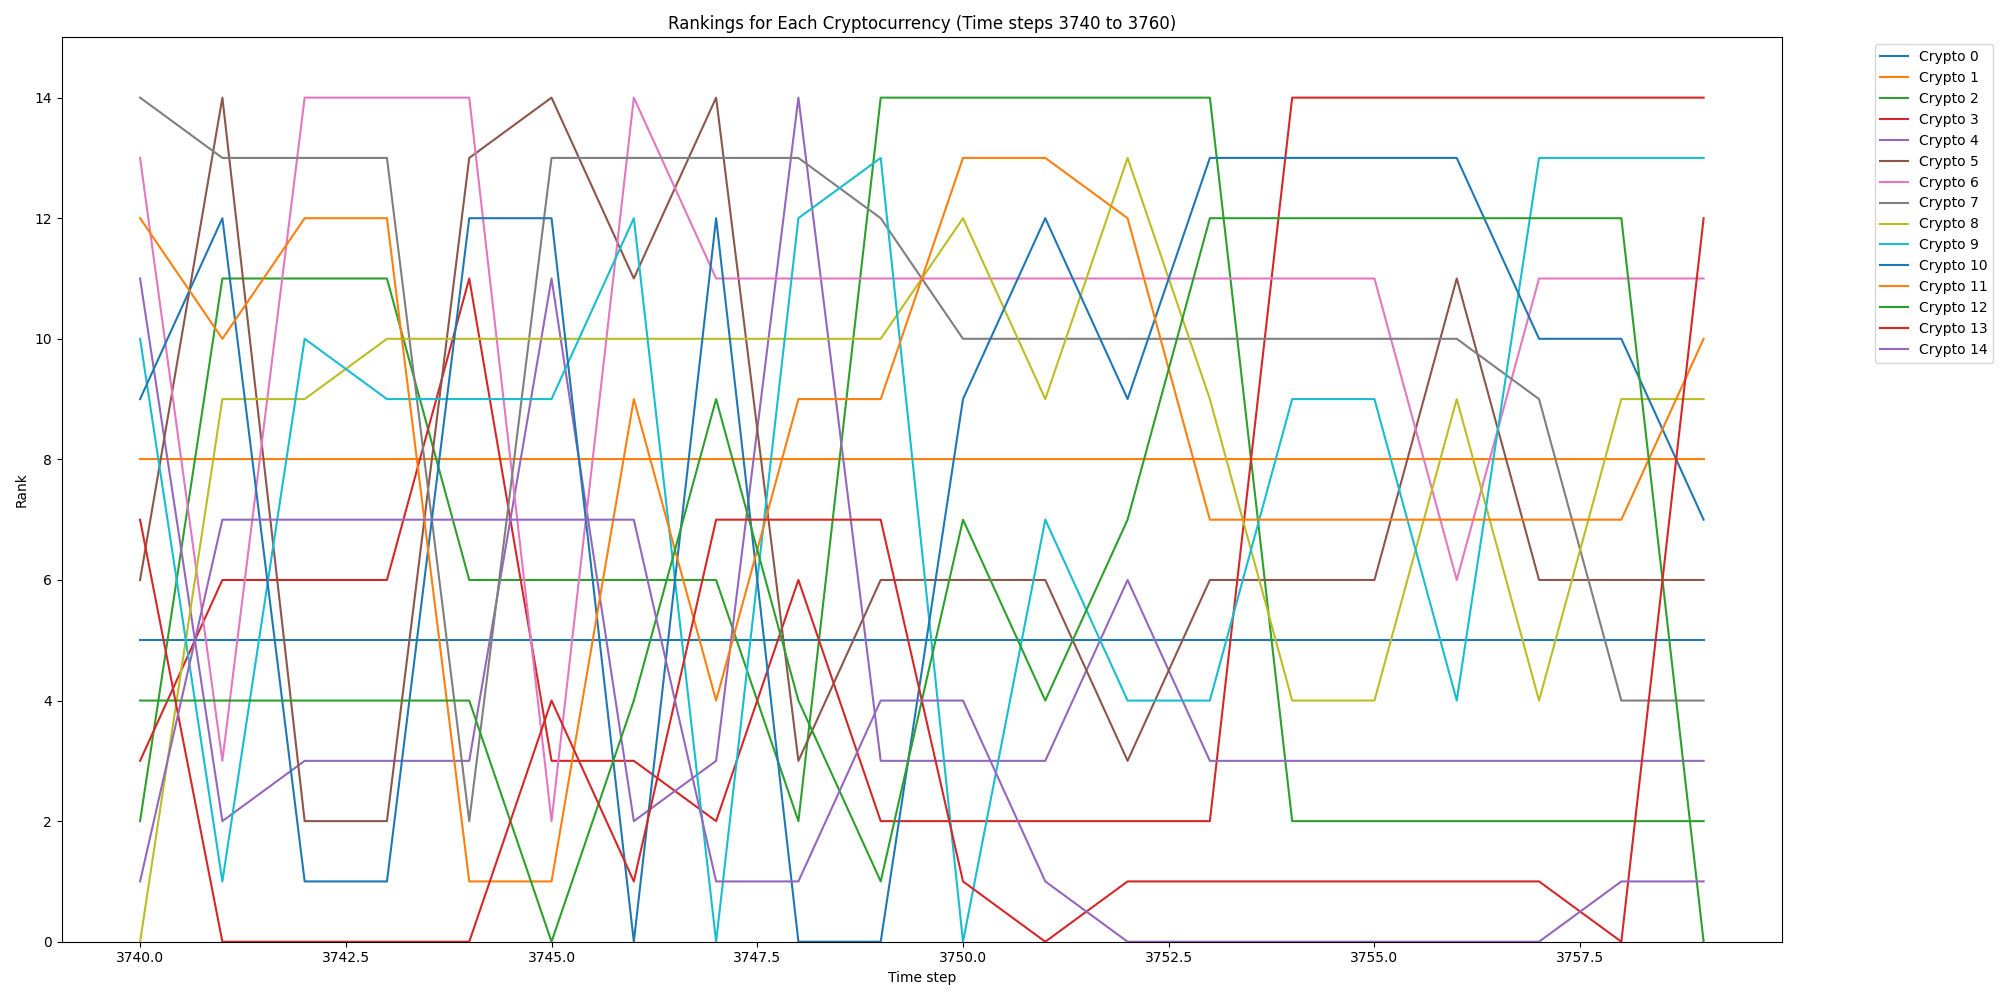 Rankings for Each Cryptocurrency (Time steps 3740 to 3760)
14
12
10
8
6
4
2
0
Rank
3740.0 3742.5 3745.0 3747.5 3750.0 3752.5 3755.0 3757.5
Time step
Crypto 0
Crypto 1
Crypto 2
Crypto 3
Crypto 4
Crypto 5
Crypto 6
Crypto 7
Crypto 8
Crypto 9
Crypto 10
Crypto 11
Crypto 12
Crypto 13
Crypto 14